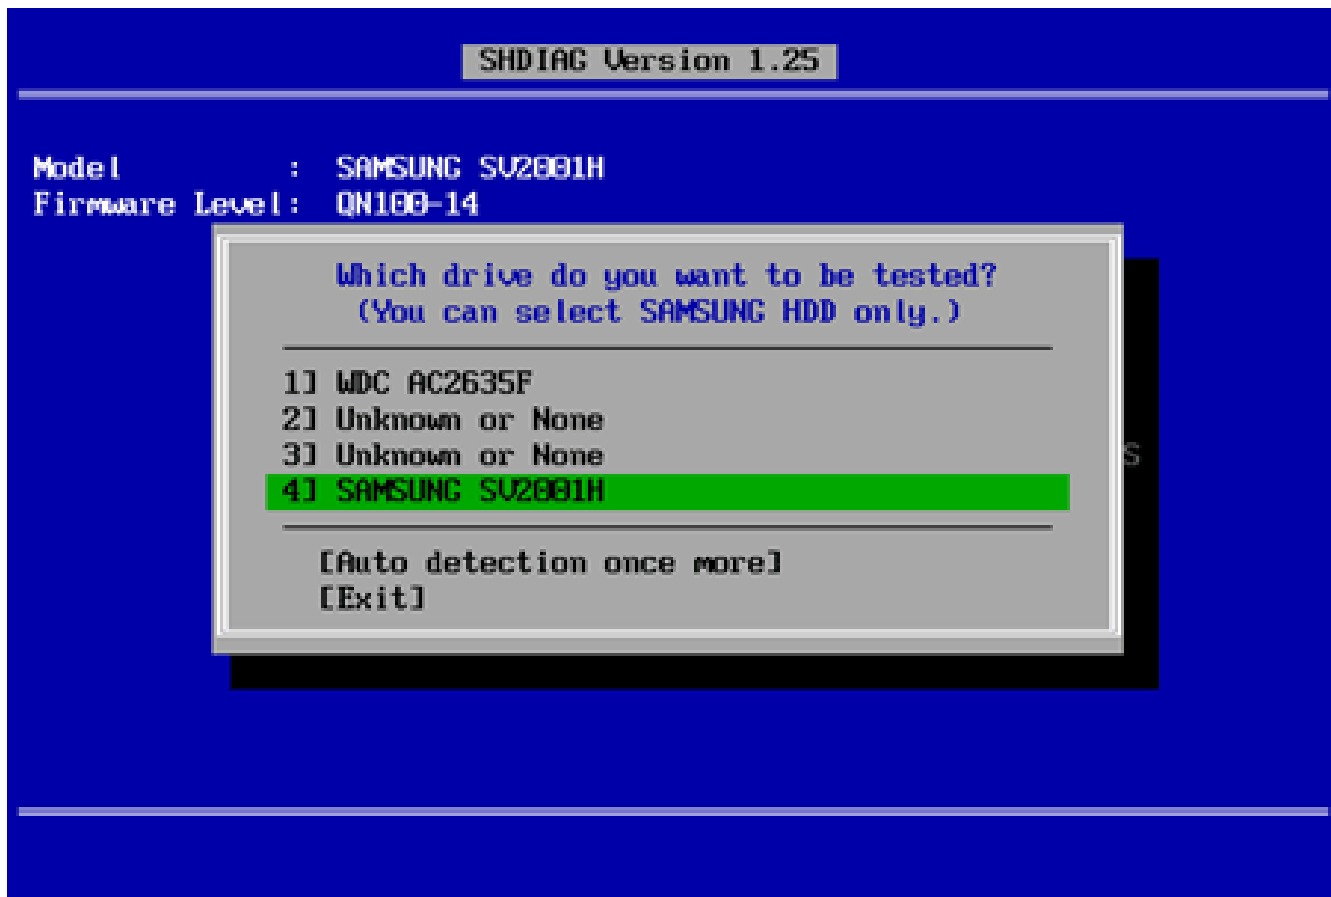 SHDIAG Version 1.25
Model : SAMSUNG SV2001H
Firmware Level: QN100-14
Which drive do you want to be tested?
(You can select SAMSUNG HDD only.)
1] WDC AC2635F
2] Unknown or None
3] Unknown or None
S
4] SAMSUNG SV2001H
[Auto detection once more]
[Exit]